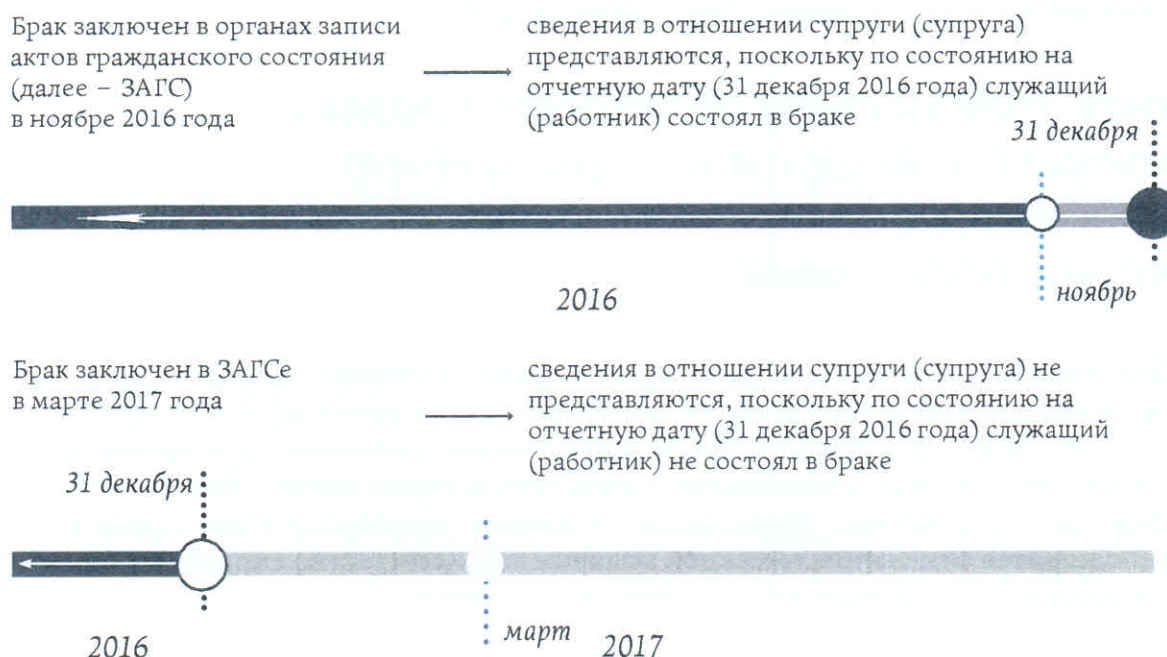 Брак заключен в органах записи
актов гражданского состояния
(далее – ЗАГС)
в ноябре 2016 года
сведения в отношении супруги (супруга)
представляются, поскольку по состоянию на
отчетную дату (31 декабря 2016 года) служащий
(работник) состоял в браке
31 декабря
2016
ноябрь
Брак заключен в ЗАГСе
в марте 2017 года
сведения в отношении супруги (супруга) не
представляются, поскольку по состоянию на
отчетную дату (31 декабря 2016 года) служащий
(работник) не состоял в браке
31 декабря
2016
март
2017